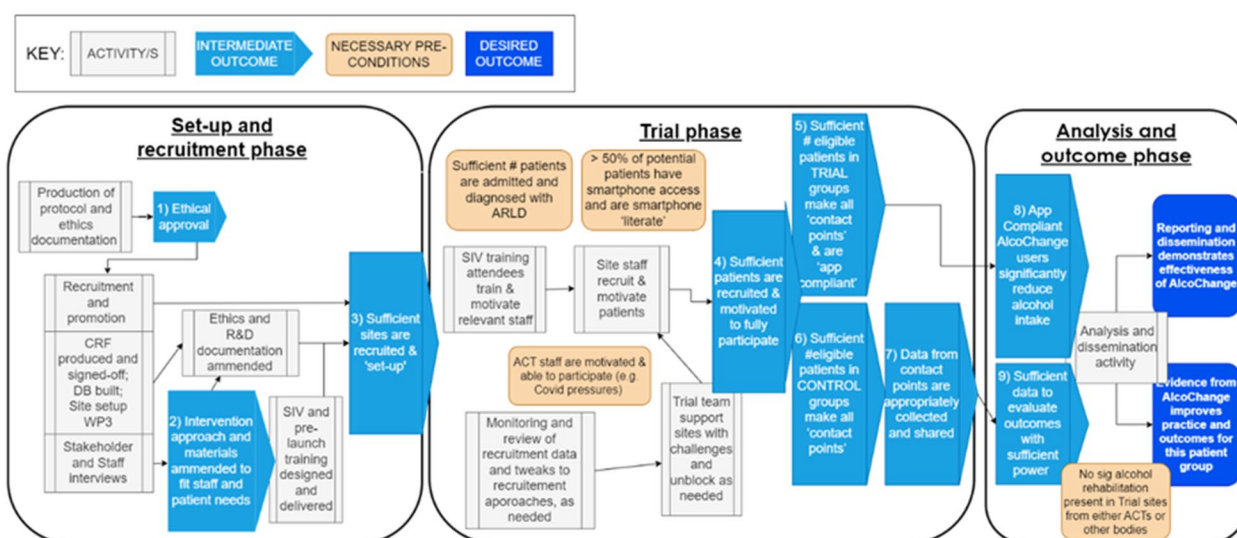 KEY:
ACTIVITY/S
INTERMEDIATE
OUTCOME
NECESSARY PRE-
CONDITIONS
DESIRED
OUTCOME
Set-up and
recruitment phase
Production of
protocol and ethics
documentation
1) Ethical
approval
Recruitment
and
promotion
CRF
produced and
signed-off;
DB built;
Site setup
WP3
Stakeholder
and Staff
interviews
Ethics and
R&D
documentation
ammended
2) Intervention
approach and
materials
ammended to
fit staff and
patient needs
SIV and
pre-
launch
training
designed
and
delivered
3) Sufficient
sites are
recruited &
'set-up'
Trial phase
Sufficient # patients
are admitted and
diagnosed with
ARLD
> 50% of potential
patients have
smartphone access
and are smartphone
'literate'
SIV training
attendees
train &
motivate
relevant staff
Site staff
recruit &
motivate
patients
ACT staff are motivated &
able to participate (e.g.
Covid pressures)
Monitoring and
review of
recruitment data
and tweaks to
recruitement
apporaches, as
needed
Trial team
support
sites with
challenges
and
unblock as
needed
4) Sufficient
patients are
recruited &
motivated
to fully
participate
5) Sufficient
# eligible
patients in
TRIAL
groups
make all
'contact
points'
& are
'app
compliant'
6) Sufficient
#eligible
patients in
CONTROL
groups
make all
'contact
points'
7) Data from
contact
points are
appropriately
collected
and shared
Analysis and
outcome phase
8) App
Compliant
AlcoChange
users
significantly
reduce
alcohol
intake
9) Sufficient
data to
evaluate
outcomes
with
sufficient
power
Analysis and
dissemination
activity
Reporting and
dissemination
demonstrates
effectiveness
of AlcoChange
Evidence from
AlcoChange
improves
practice and
outcomes for
this patient
group
No sig alcohol
rehabilitation
present in Trial sites
from either ACTs or
other bodies